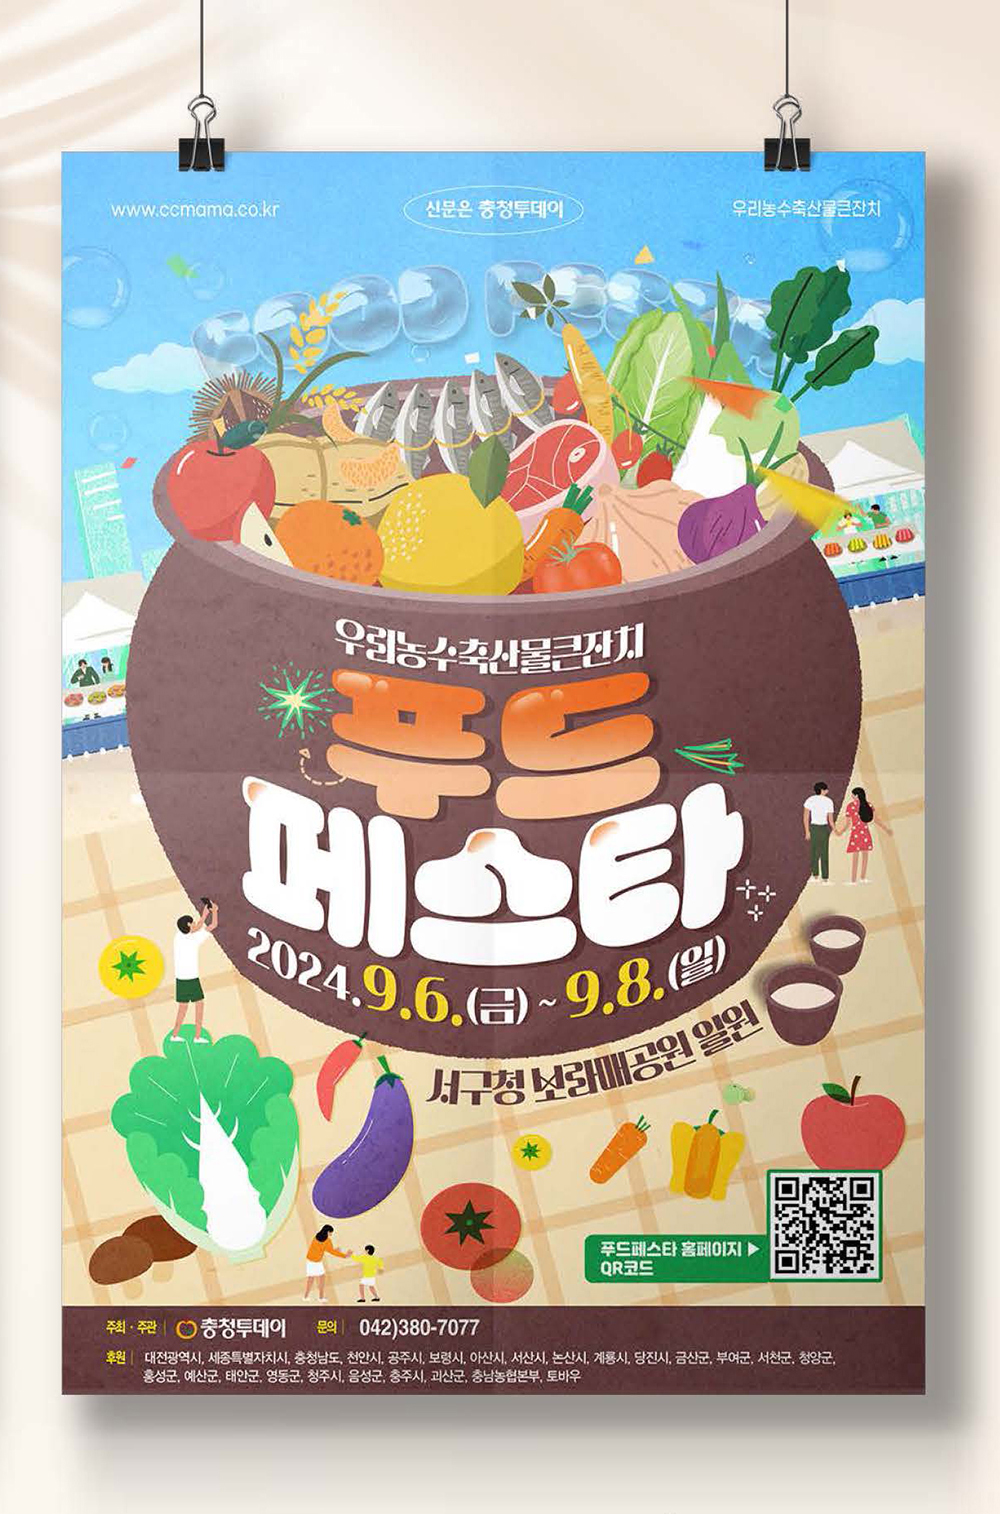 www.ccmama.co.kr
신문은 충청투데이
우리농수축산물큰잔치
FOOD FESTA
우리농수축산물큰잔치
푸드
페스타
2024.9.6.(금) ~ 9.8.(일)
서구청 보라매공원 일원
푸드페스타 홈페이지 ▶
QR코드
주최 · 주관 | 충청투데이 문의 | 042)380-7077
후원 | 대전광역시, 세종특별자치시, 충청남도, 천안시, 공주시, 보령시, 아산시, 서산시, 논산시, 계룡시, 당진시, 금산군, 부여군, 서천군, 청양군,
홍성군, 예산군, 태안군, 영동군, 청주시, 음성군, 충주시, 괴산군, 충남농협본부, 토바우